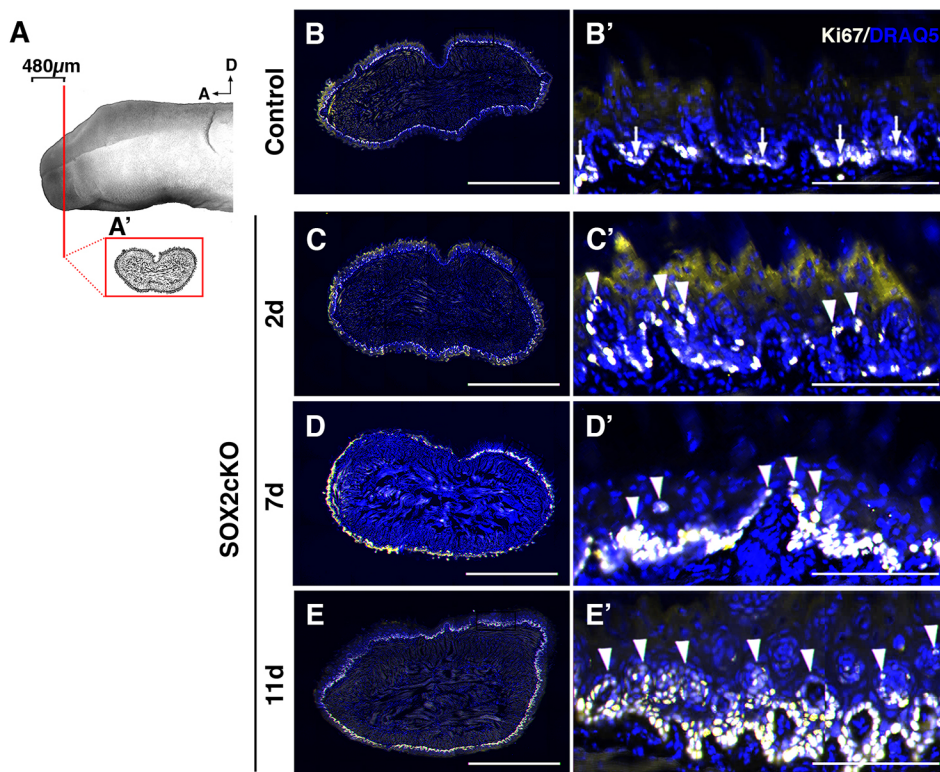 A
480µm
D
A
A'
Control
SOX2cKO
2d
7d
11d
B
B'
Ki67/DRAQ5
C
C'
D
D'
E
E'